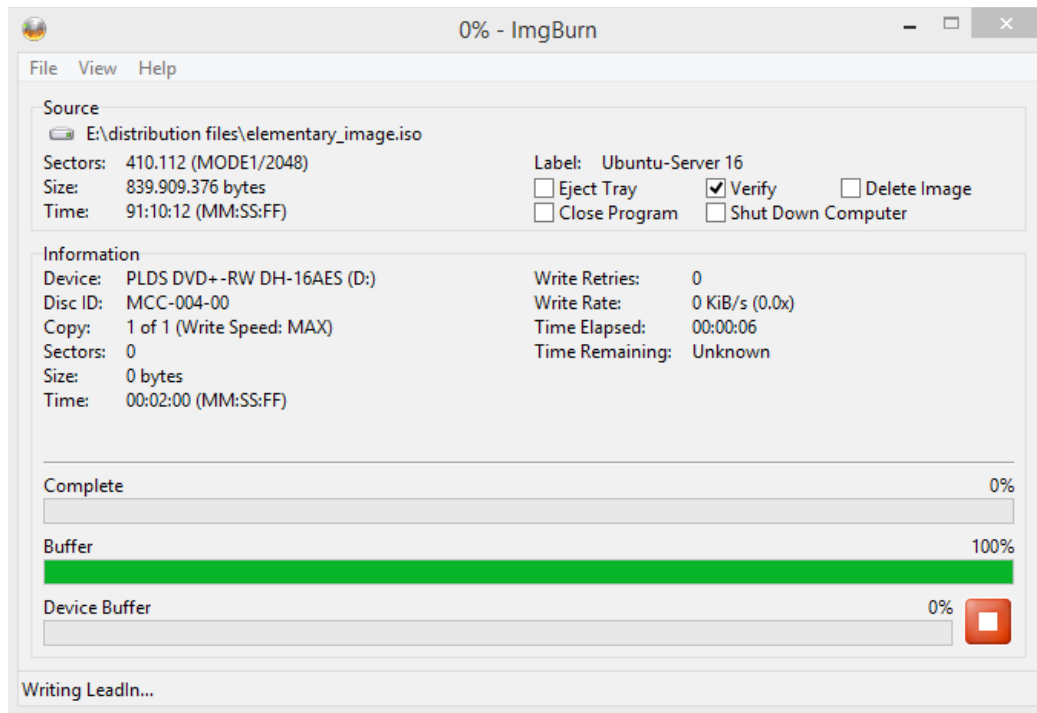 0% - ImgBurn
File View Help
Source
E:\distribution files\elementary_image.iso
Sectors: 410.112 (MODE1/2048)
Label: Ubuntu-Server 16
Size: 839.909.376 bytes
Eject Tray Verify Delete Image
Time: 91:10:12 (MM:SS:FF)
Close Program Shut Down Computer
Information
Device: PLDS DVD+-RW DH-16AES (D:)
Write Retries: 0
Disc ID: MCC-004-00
Write Rate: 0 KiB/s (0.0x)
Copy: 1 of 1 (Write Speed: MAX)
Time Elapsed: 00:00:06
Sectors: 0
Time Remaining: Unknown
Size: 0 bytes
Time: 00:02:00 (MM:SS:FF)
Complete 0%
Buffer 100%
Device Buffer 0%
Writing LeadIn...